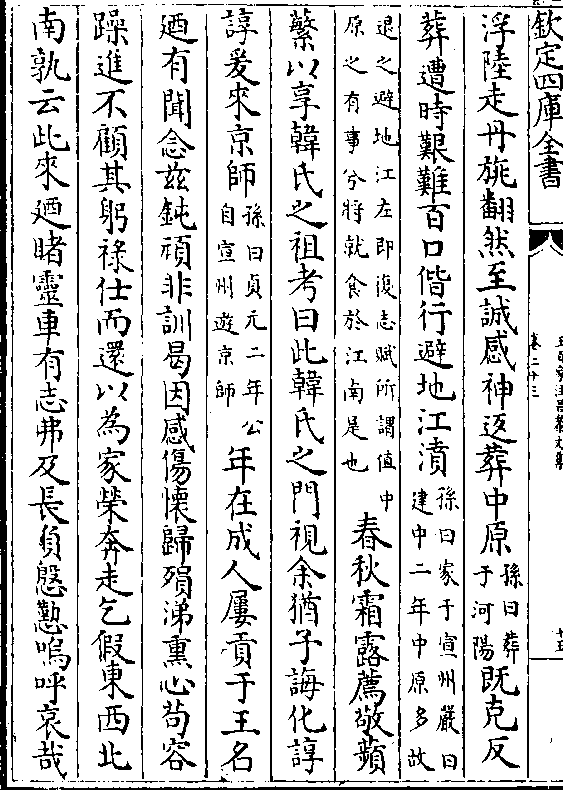 欽定四庫全書
卷二十三
浮陸走丹旐翩然至誠感神返葬中原孫曰葬于河陽既克反
葬遭時艱難百口偕行避地江濆孫曰家于宣州嚴曰建中二年中原多故
退之避地江左即復志賦所謂值中原之有事兮將就食於江南是也春秋霜露薦敬蘋
蘩以享韓氏之祖考曰此韓氏之門視余猶子誨化諄
諄爰來京師孫曰貞元二年公自宣州遊京師年在成人屢貢于王名
廼有聞念兹鈍頑非訓曷因感傷懷歸殞涕熏心苟容
躁進不顧其躬祿仕而還以為家榮奔走乞假東西北
南孰云此來廼睹靈車有志弗及長負慇懃嗚呼哀哉